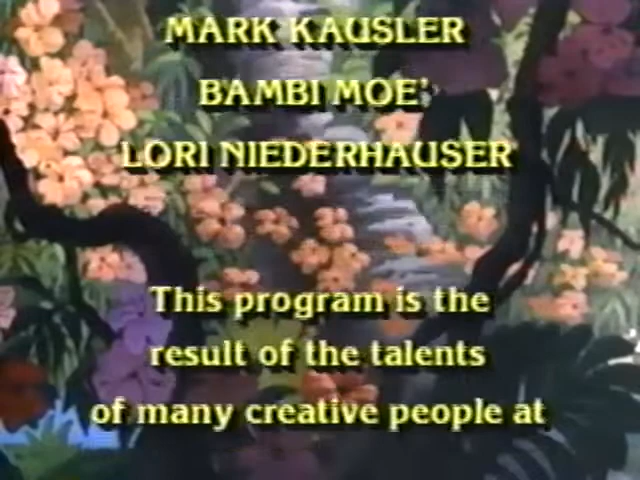 MARK KAUSLER
BAMBI MOE'
LORI NIEDERHAUSER
This program is the
result of the talents
of many creative people at